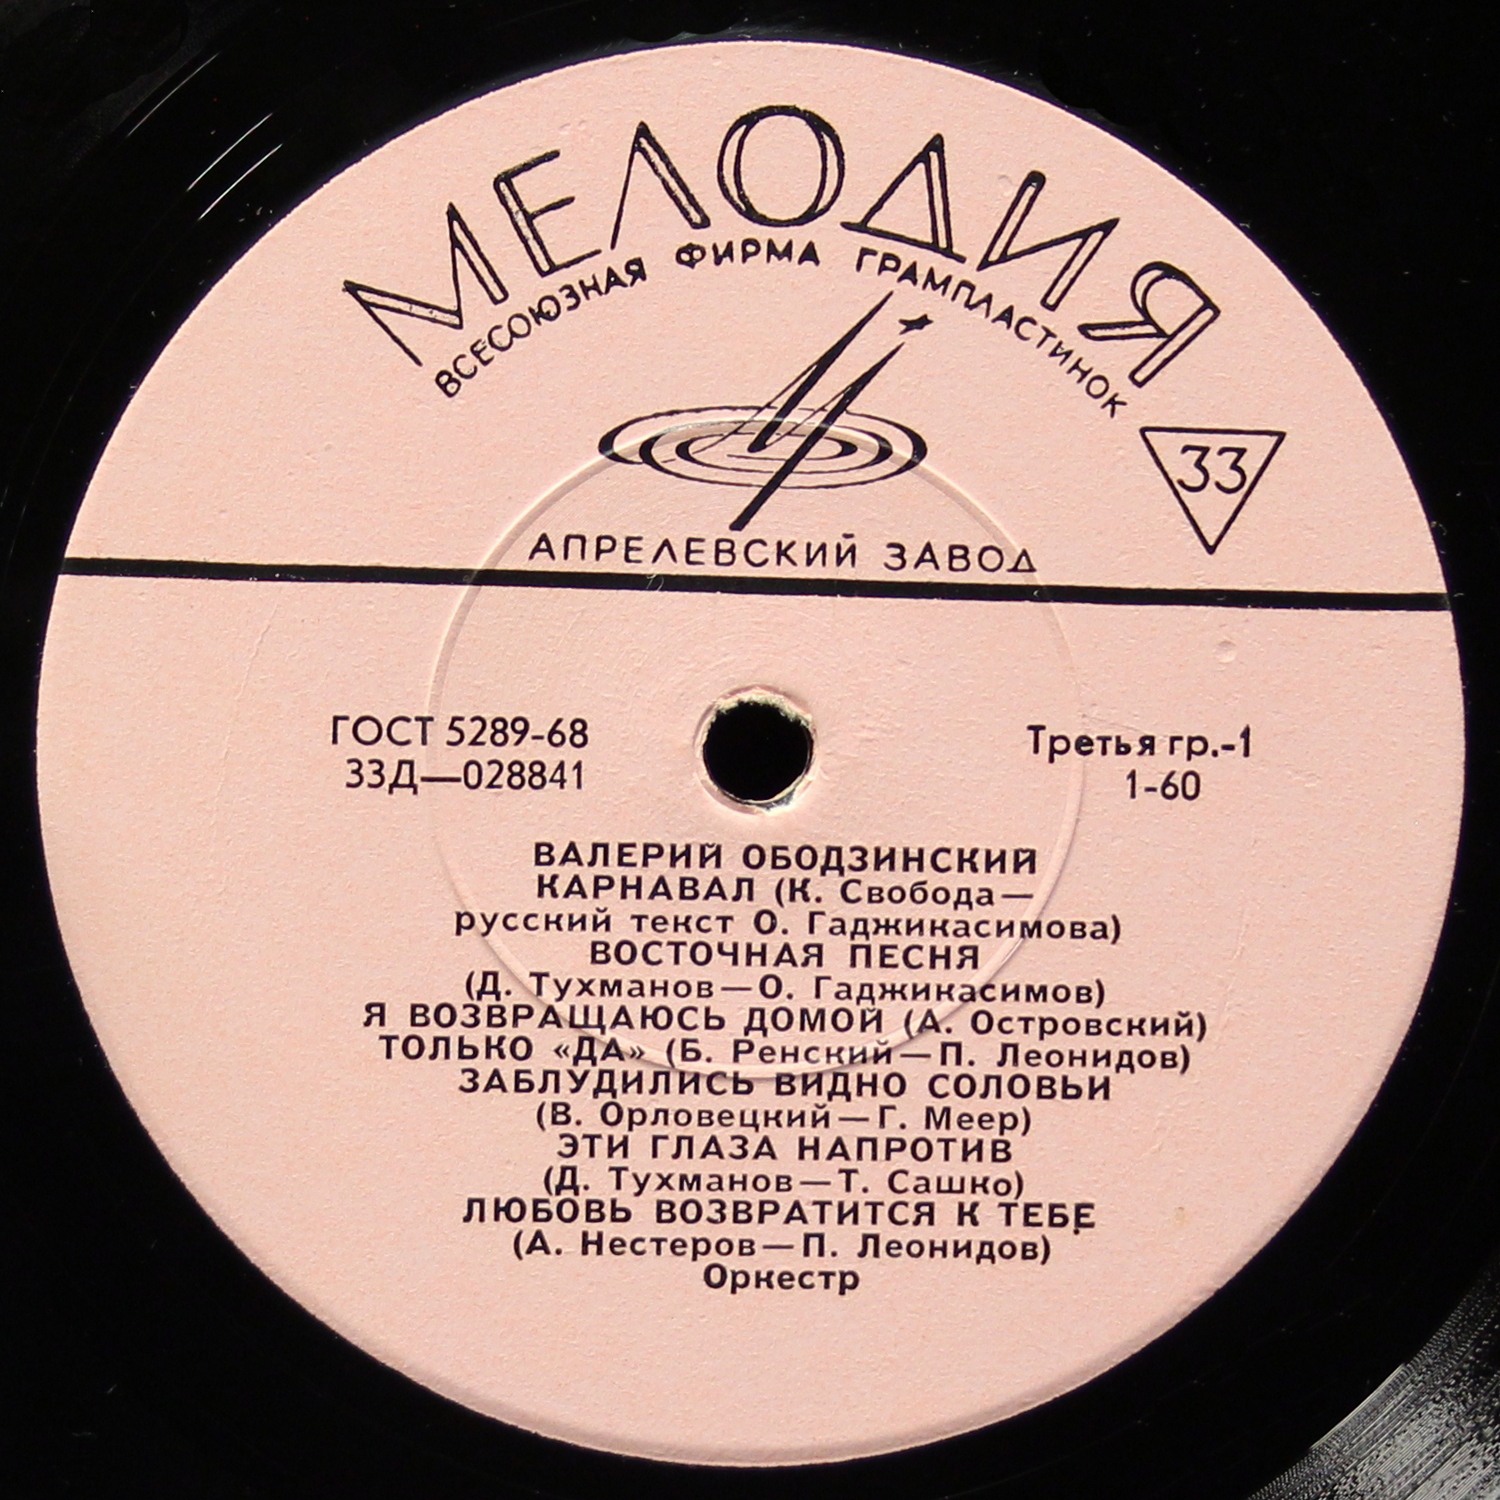 МЕЛОДИЯ
ВСЕСОЮЗНАЯ ФИРМА ГРАМПЛАСТИНОК
33
АПРЕЛЕВСКИЙ ЗАВОД
ГОСТ 5289-68
33Д—028841
Третья гр.-1
1-60
ВАЛЕРИЙ ОБОДЗИНСКИЙ
КАРНАВАЛ (К. Свобода—
русский текст О. Гаджикасимова)
ВОСТОЧНАЯ ПЕСНЯ
(Д. Тухманов—О. Гаджикасимов)
Я ВОЗВРАЩАЮСЬ ДОМОЙ (А. Островский)
ТОЛЬКО «ДА» (Б. Ренский—П. Леонидов)
ЗАБЛУДИЛИСЬ ВИДНО СОЛОВЬИ
(В. Орловецкий—Г. Меер)
ЭТИ ГЛАЗА НАПРОТИВ
(Д. Тухманов—Т. Сашко)
ЛЮБОВЬ ВОЗВРАТИТСЯ К ТЕБЕ
(А. Нестеров—П. Леонидов)
Оркестр